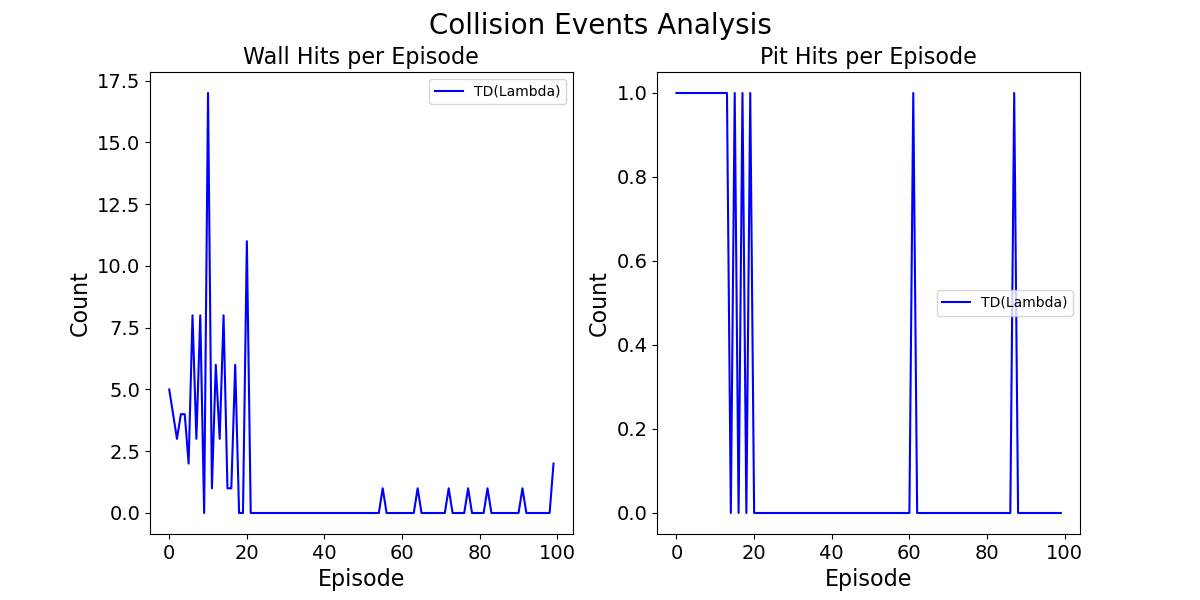 Collision Events Analysis
Wall Hits per Episode
17.5
15.0
12.5
10.0
7.5
5.0
2.5
0.0
Count
TD(Lambda)
0 20 40 60 80 100
Episode
Pit Hits per Episode
1.0
0.8
0.6
0.4
0.2
0.0
Count
TD(Lambda)
0 20 40 60 80 100
Episode